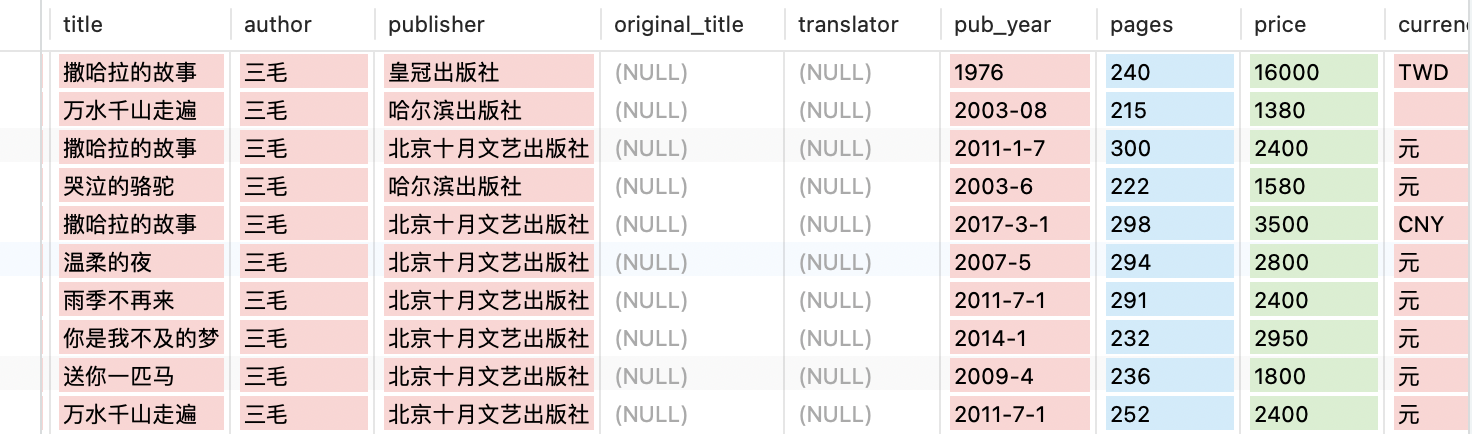 title author publisher original_title translator pub_year pages price curren
撒哈拉的故事 三毛 皇冠出版社 (NULL) (NULL) 1976 240 16000 TWD
万水千山走遍 三毛 哈尔滨出版社 (NULL) (NULL) 2003-08 215 1380
撒哈拉的故事 三毛 北京十月文艺出版社 (NULL) (NULL) 2011-1-7 300 2400 元
哭泣的骆驼 三毛 哈尔滨出版社 (NULL) (NULL) 2003-6 222 1580 元
撒哈拉的故事 三毛 北京十月文艺出版社 (NULL) (NULL) 2017-3-1 298 3500 CNY
温柔的夜 三毛 北京十月文艺出版社 (NULL) (NULL) 2007-5 294 2800 元
雨季不再来 三毛 北京十月文艺出版社 (NULL) (NULL) 2011-7-1 291 2400 元
你是我不及的梦 三毛 北京十月文艺出版社 (NULL) (NULL) 2014-1 232 2950 元
送你一匹马 三毛 北京十月文艺出版社 (NULL) (NULL) 2009-4 236 1800 元
万水千山走遍 三毛 北京十月文艺出版社 (NULL) (NULL) 2011-7-1 252 2400 元